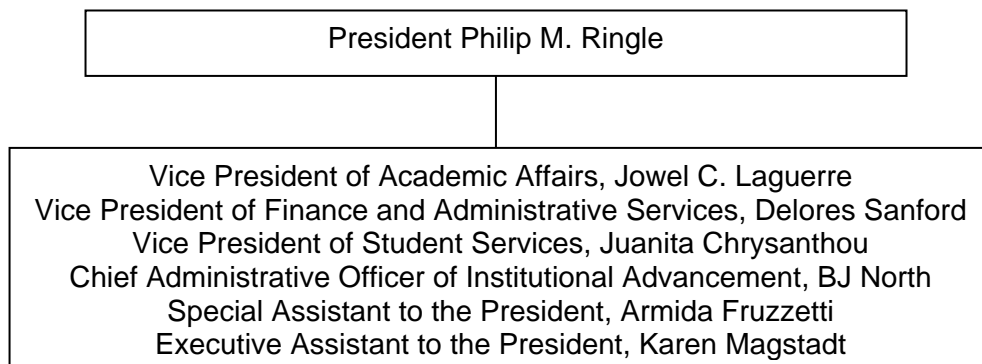 President Philip M. Ringle
Vice President of Academic Affairs, Jowel C. Laguerre
Vice President of Finance and Administrative Services, Delores Sanford
Vice President of Student Services, Juanita Chrysanthou
Chief Administrative Officer of Institutional Advancement, BJ North
Special Assistant to the President, Armida Fruzzetti
Executive Assistant to the President, Karen Magstadt